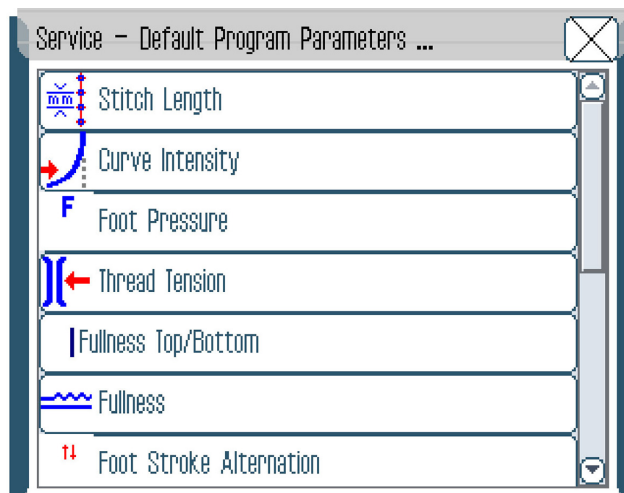 Service - Default Program Parameters ...
mm Stitch Length
Curve Intensity
F Foot Pressure
Thread Tension
Fullness Top/Bottom
Fullness
Foot Stroke Alternation